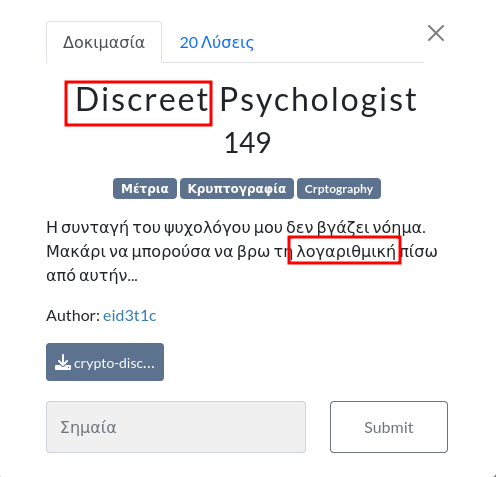 Δοκιμασία
20 Λύσεις
Discreet Psychologist
149
Μέτρια
Κρυπτογραφία
Crptography
Η συνταγή του ψυχολόγου μου δεν βγάζει νόημα.
Μακάρι να μπορούσα να βρω τη λογαριθμική πίσω
από αυτήν...
Author: eid3t1c
crypto-disc...
Σημαία
Submit